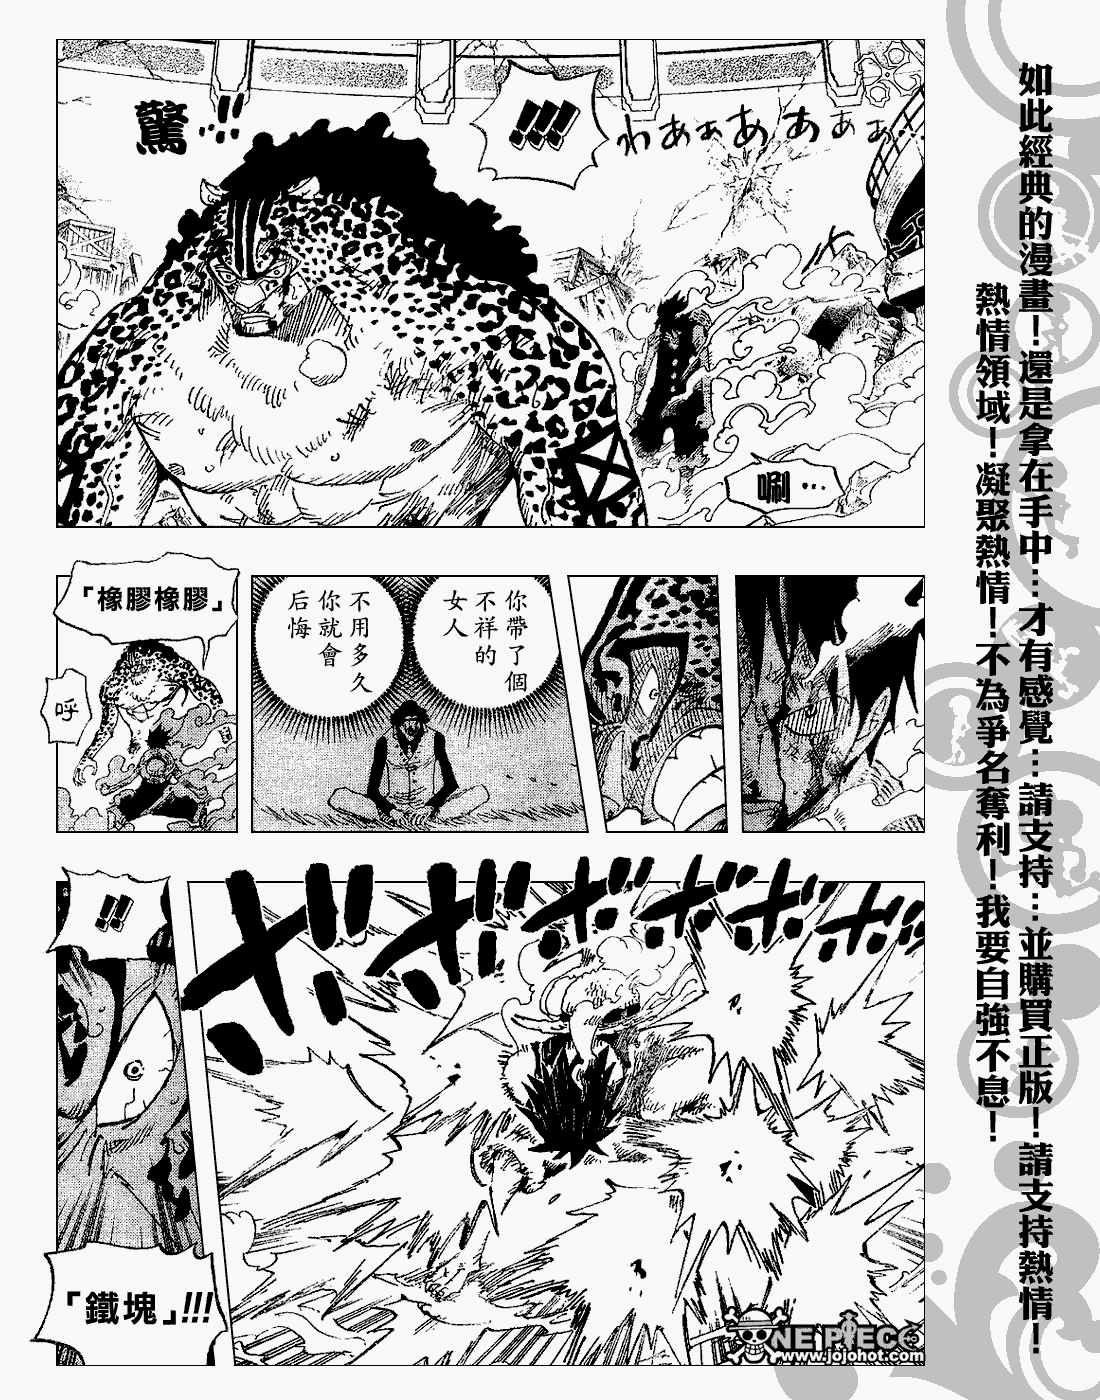 如此經典的漫畫！還是拿在手中…才有感覺…請支持…並購買正版！請支持熱情！
熱情領域！凝聚熱情！不為爭名奪利！我要自強不息！
わあぁあぁぁぁ…
!!!!
驚…!!
唰…
你帶了個
不祥的
女人
不用多久
你就會
后悔
「橡膠橡膠」
呼
ボボボボボボ
!!
「鐵塊」!!!
ONE PIECE
www.jojohot.com